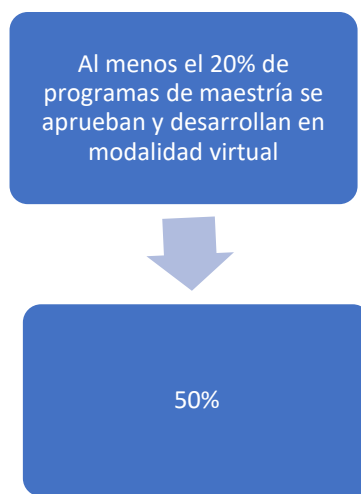 Al menos el 20% de
programas de maestría se
aprueban y desarrollan en
modalidad virtual
50%